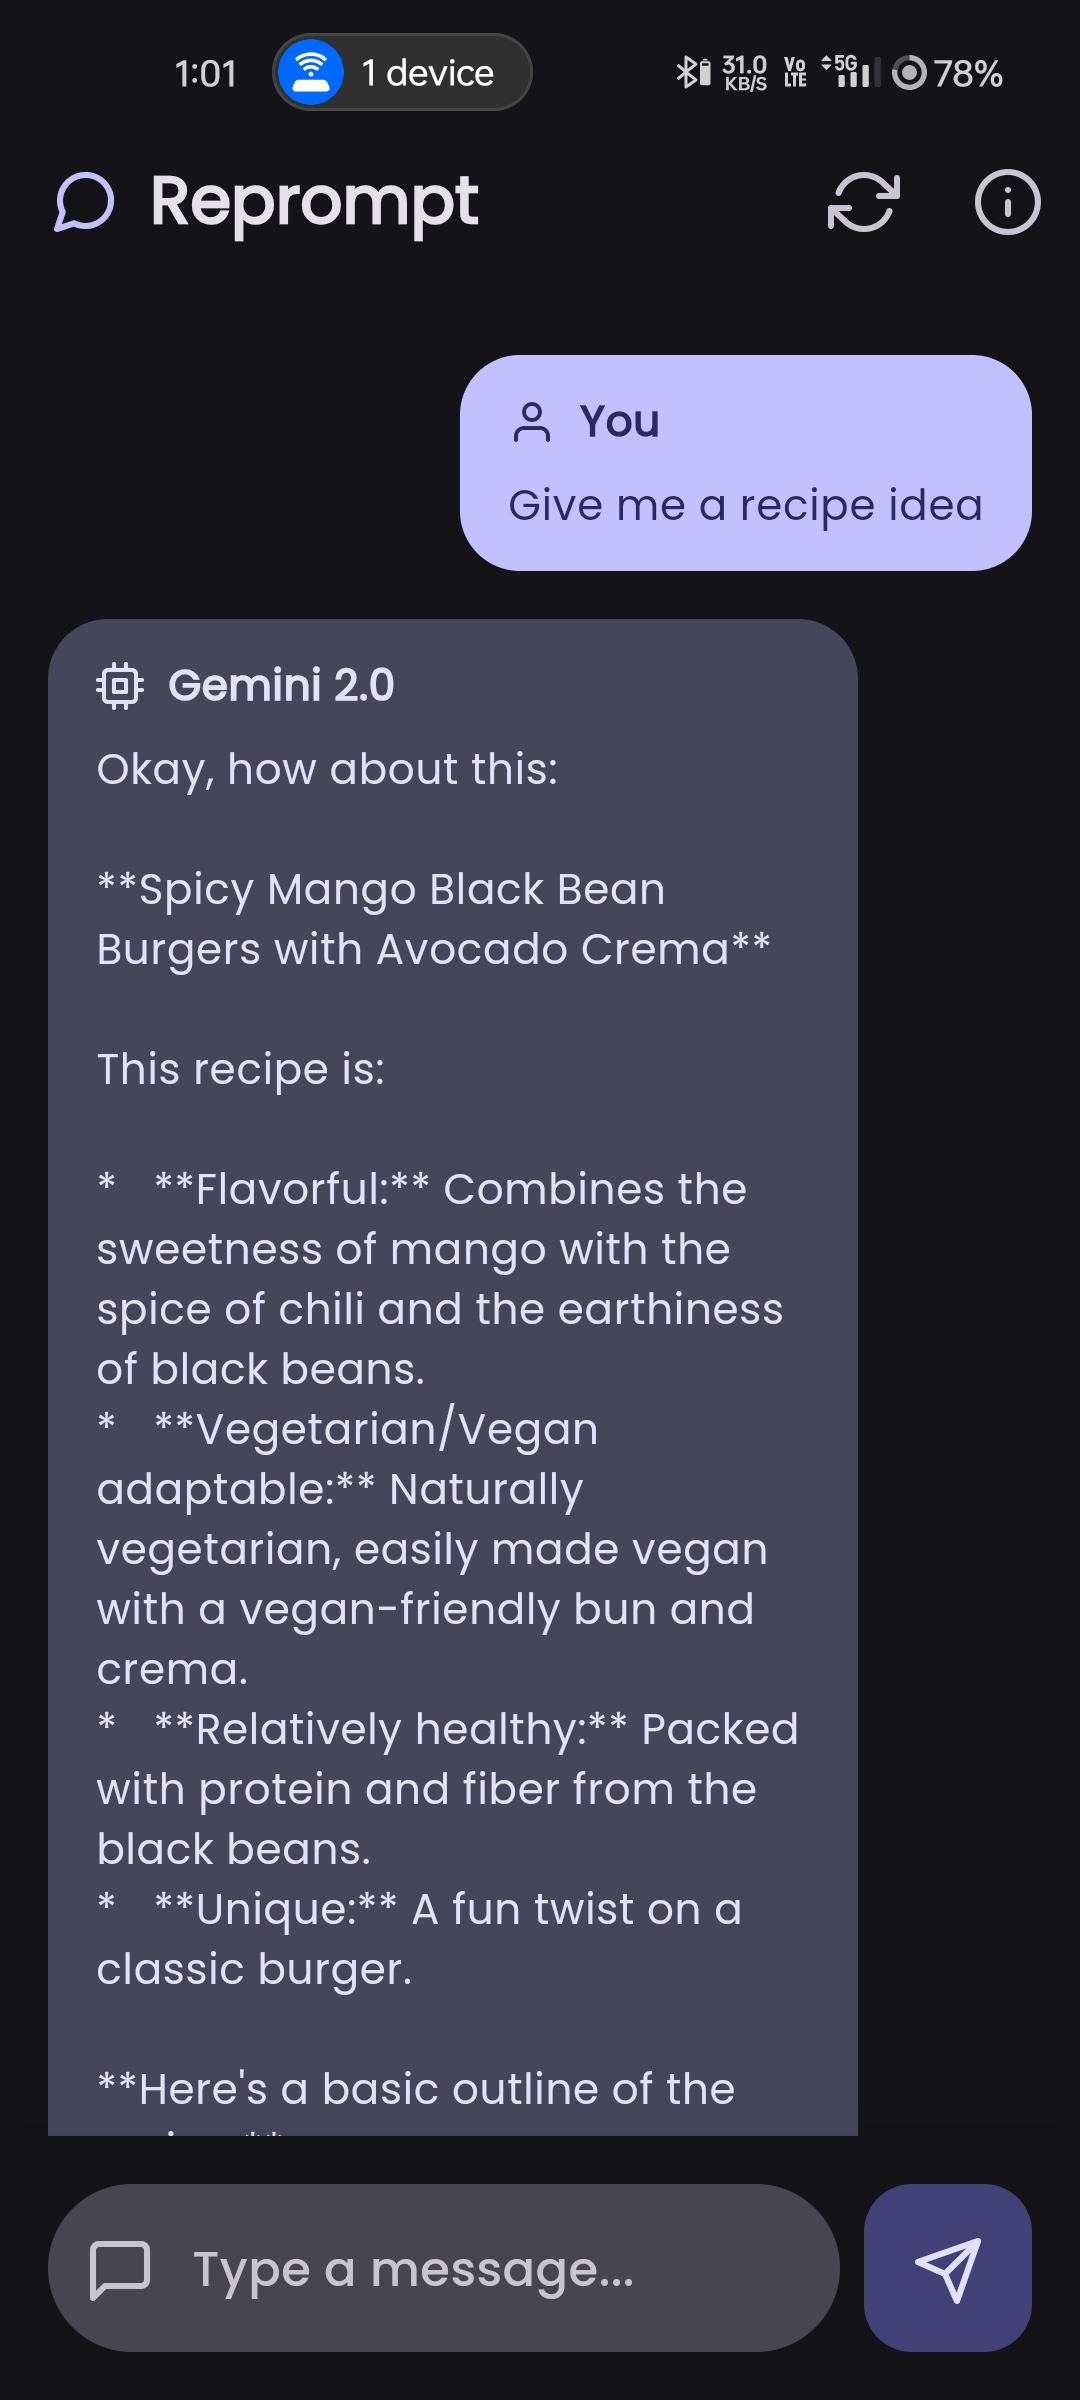 1:01 1 device 31.0 KB/S Vo LTE 5G 78%
Reprompt
You
Give me a recipe idea
Gemini 2.0
Okay, how about this:
**Spicy Mango Black Bean
Burgers with Avocado Crema**
This recipe is:
*   **Flavorful:** Combines the
sweetness of mango with the
spice of chili and the earthiness
of black beans.
*   **Vegetarian/Vegan
adaptable:** Naturally
vegetarian, easily made vegan
with a vegan-friendly bun and
crema.
*   **Relatively healthy:** Packed
with protein and fiber from the
black beans.
*   **Unique:** A fun twist on a
classic burger.
**Here's a basic outline of the
Type a message...